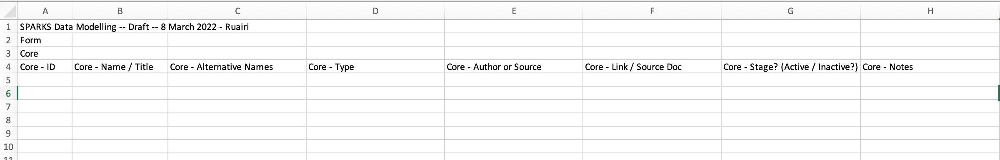 A B C D E F G H
1 SPARKS Data Modelling -- Draft -- 8 March 2022 - Ruairi
2 Form
3 Core
4 Core - ID Core - Name / Title Core - Alternative Names Core - Type Core - Author or Source Core - Link / Source Doc Core - Stage? (Active / Inactive?) Core - Notes
5
6
7
8
9
10
11